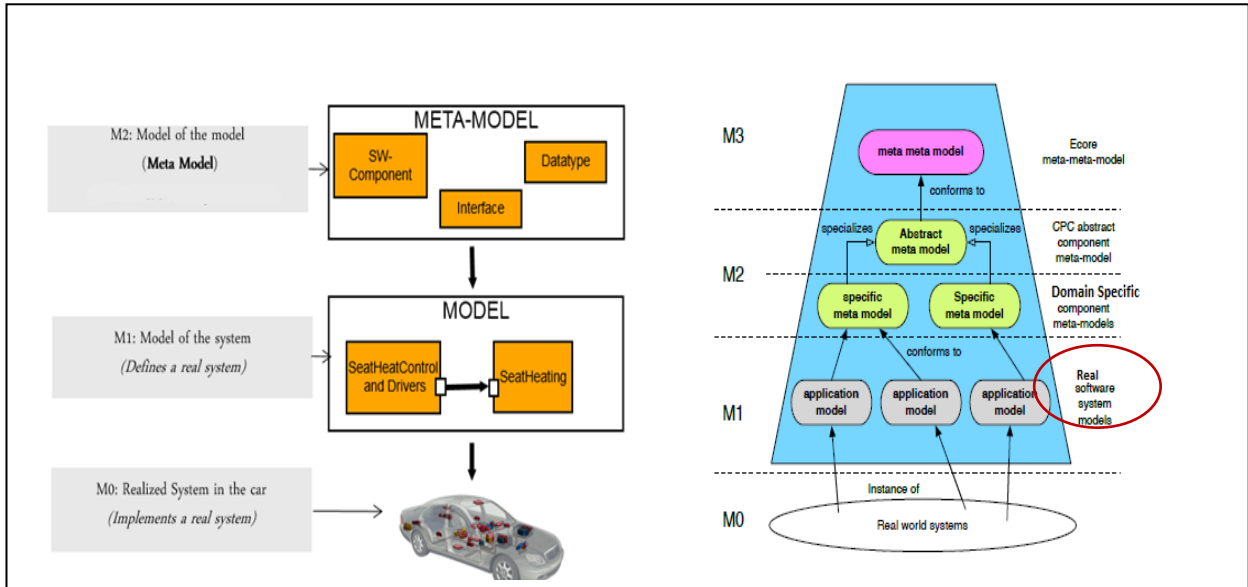 M2: Model of the model
(Meta Model)
META-MODEL
SW-
Component
Datatype
Interface
M1: Model of the system
(Defines a real system)
MODEL
SeatHeatControl
and Drivers
SeatHeating
M0: Realized System in the car
(Implements a real system)
M3
meta meta model
Ecore
meta-meta-model
conforms to
M2
specializes
Abstract
meta model
specializes
CPC abstract
component
meta-model
specific
meta model
Specific
meta model
Domain Specific
component
meta-models
conforms to
M1
application
model
application
model
application
model
Real
software
system
models
Instance of
M0
Real world systems